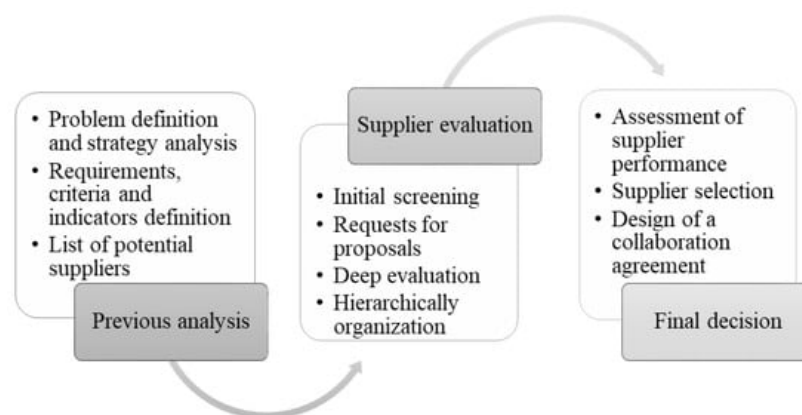 • Problem definition
and strategy analysis
• Requirements,
criteria and
indicators definition
• List of potential
suppliers
Previous analysis
Supplier evaluation
• Initial screening
• Requests for
proposals
• Deep evaluation
• Hierarchically
organization
• Assessment of
supplier
performance
• Supplier selection
• Design of a
collaboration
agreement
Final decision